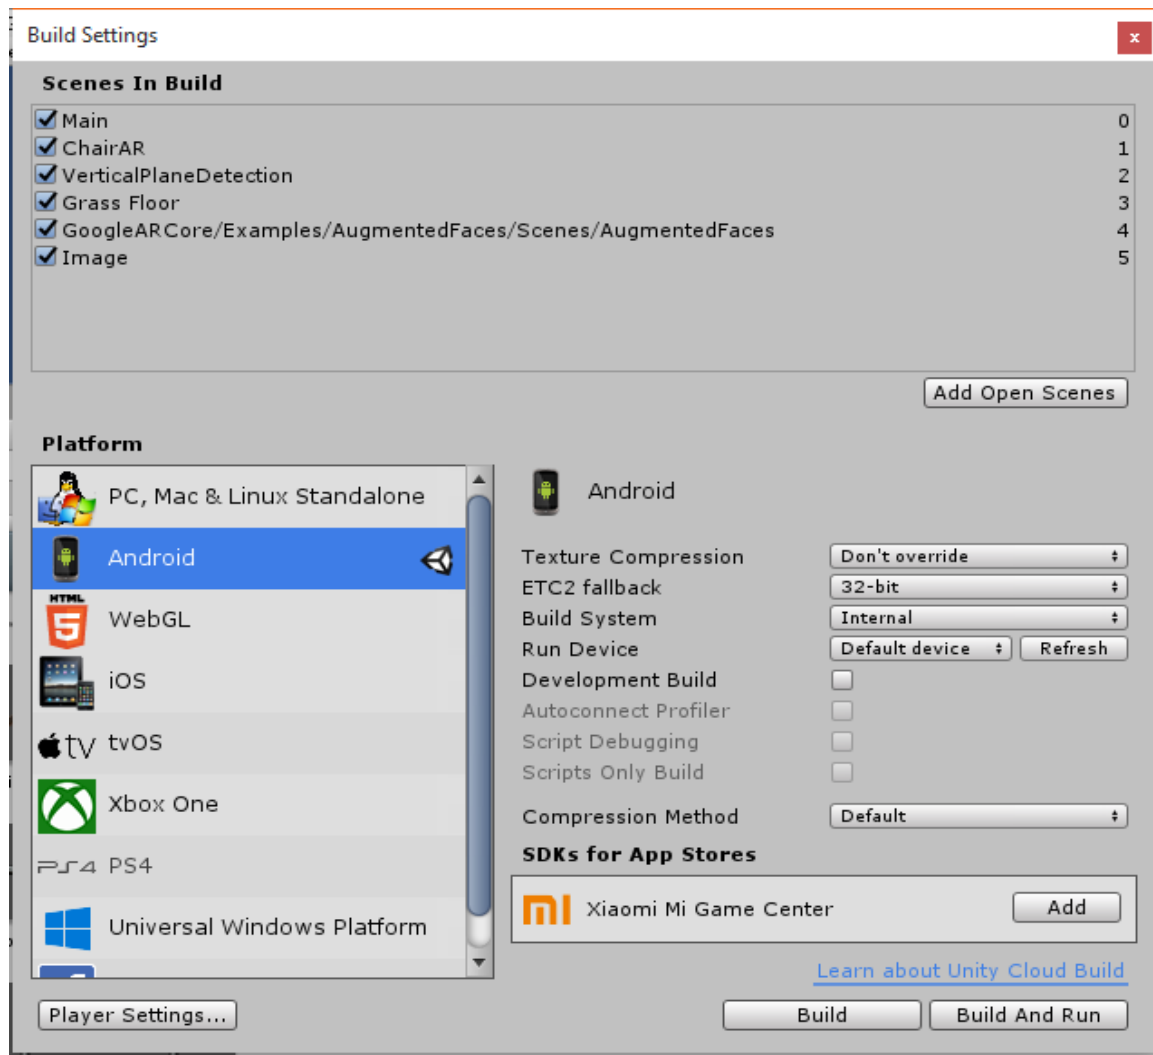 Build Settings
x
Scenes In Build
Main 0
ChairAR 1
VerticalPlaneDetection 2
Grass Floor 3
GoogleARCore/Examples/AugmentedFaces/Scenes/AugmentedFaces 4
Image 5
Add Open Scenes
Platform
PC, Mac & Linux Standalone
Android
HTML
5
WebGL
iOS
tv tvOS
Xbox One
PS4 PS4
Universal Windows Platform
Android
Texture Compression Don't override
ETC2 fallback 32-bit
Build System Internal
Run Device Default device Refresh
Development Build
Autoconnect Profiler
Script Debugging
Scripts Only Build
Compression Method Default
SDKs for App Stores
mi Xiaomi Mi Game Center Add
Learn about Unity Cloud Build
Player Settings... Build Build And Run